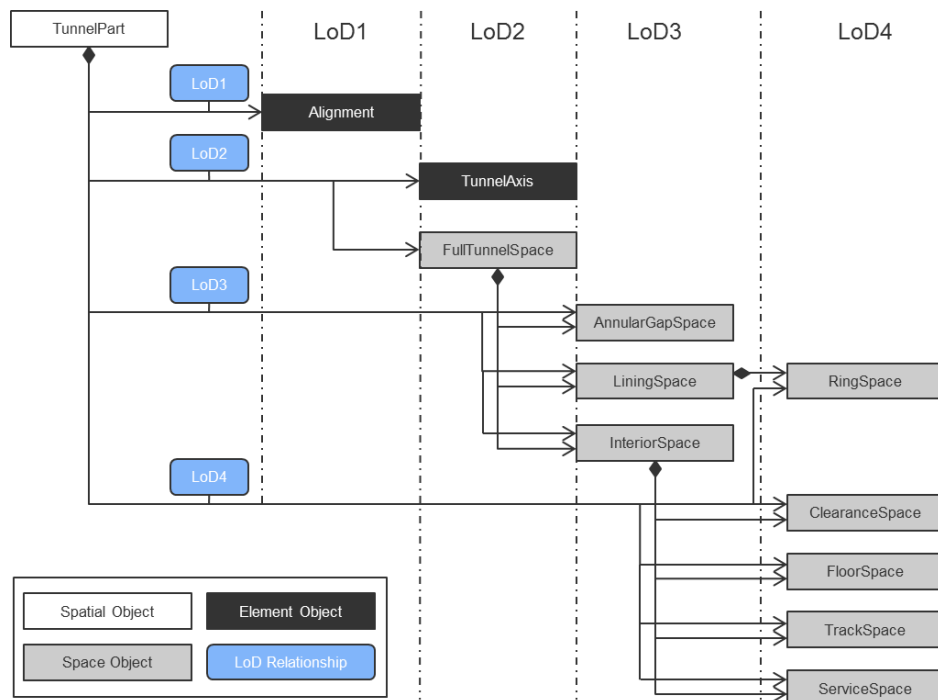 TunnelPart
LoD1
LoD2
LoD3
LoD4
LoD1
Alignment
LoD2
TunnelAxis
FullTunnelSpace
LoD3
AnnularGapSpace
LiningSpace
RingSpace
InteriorSpace
LoD4
ClearanceSpace
FloorSpace
TrackSpace
ServiceSpace
Spatial Object
Element Object
Space Object
LoD Relationship